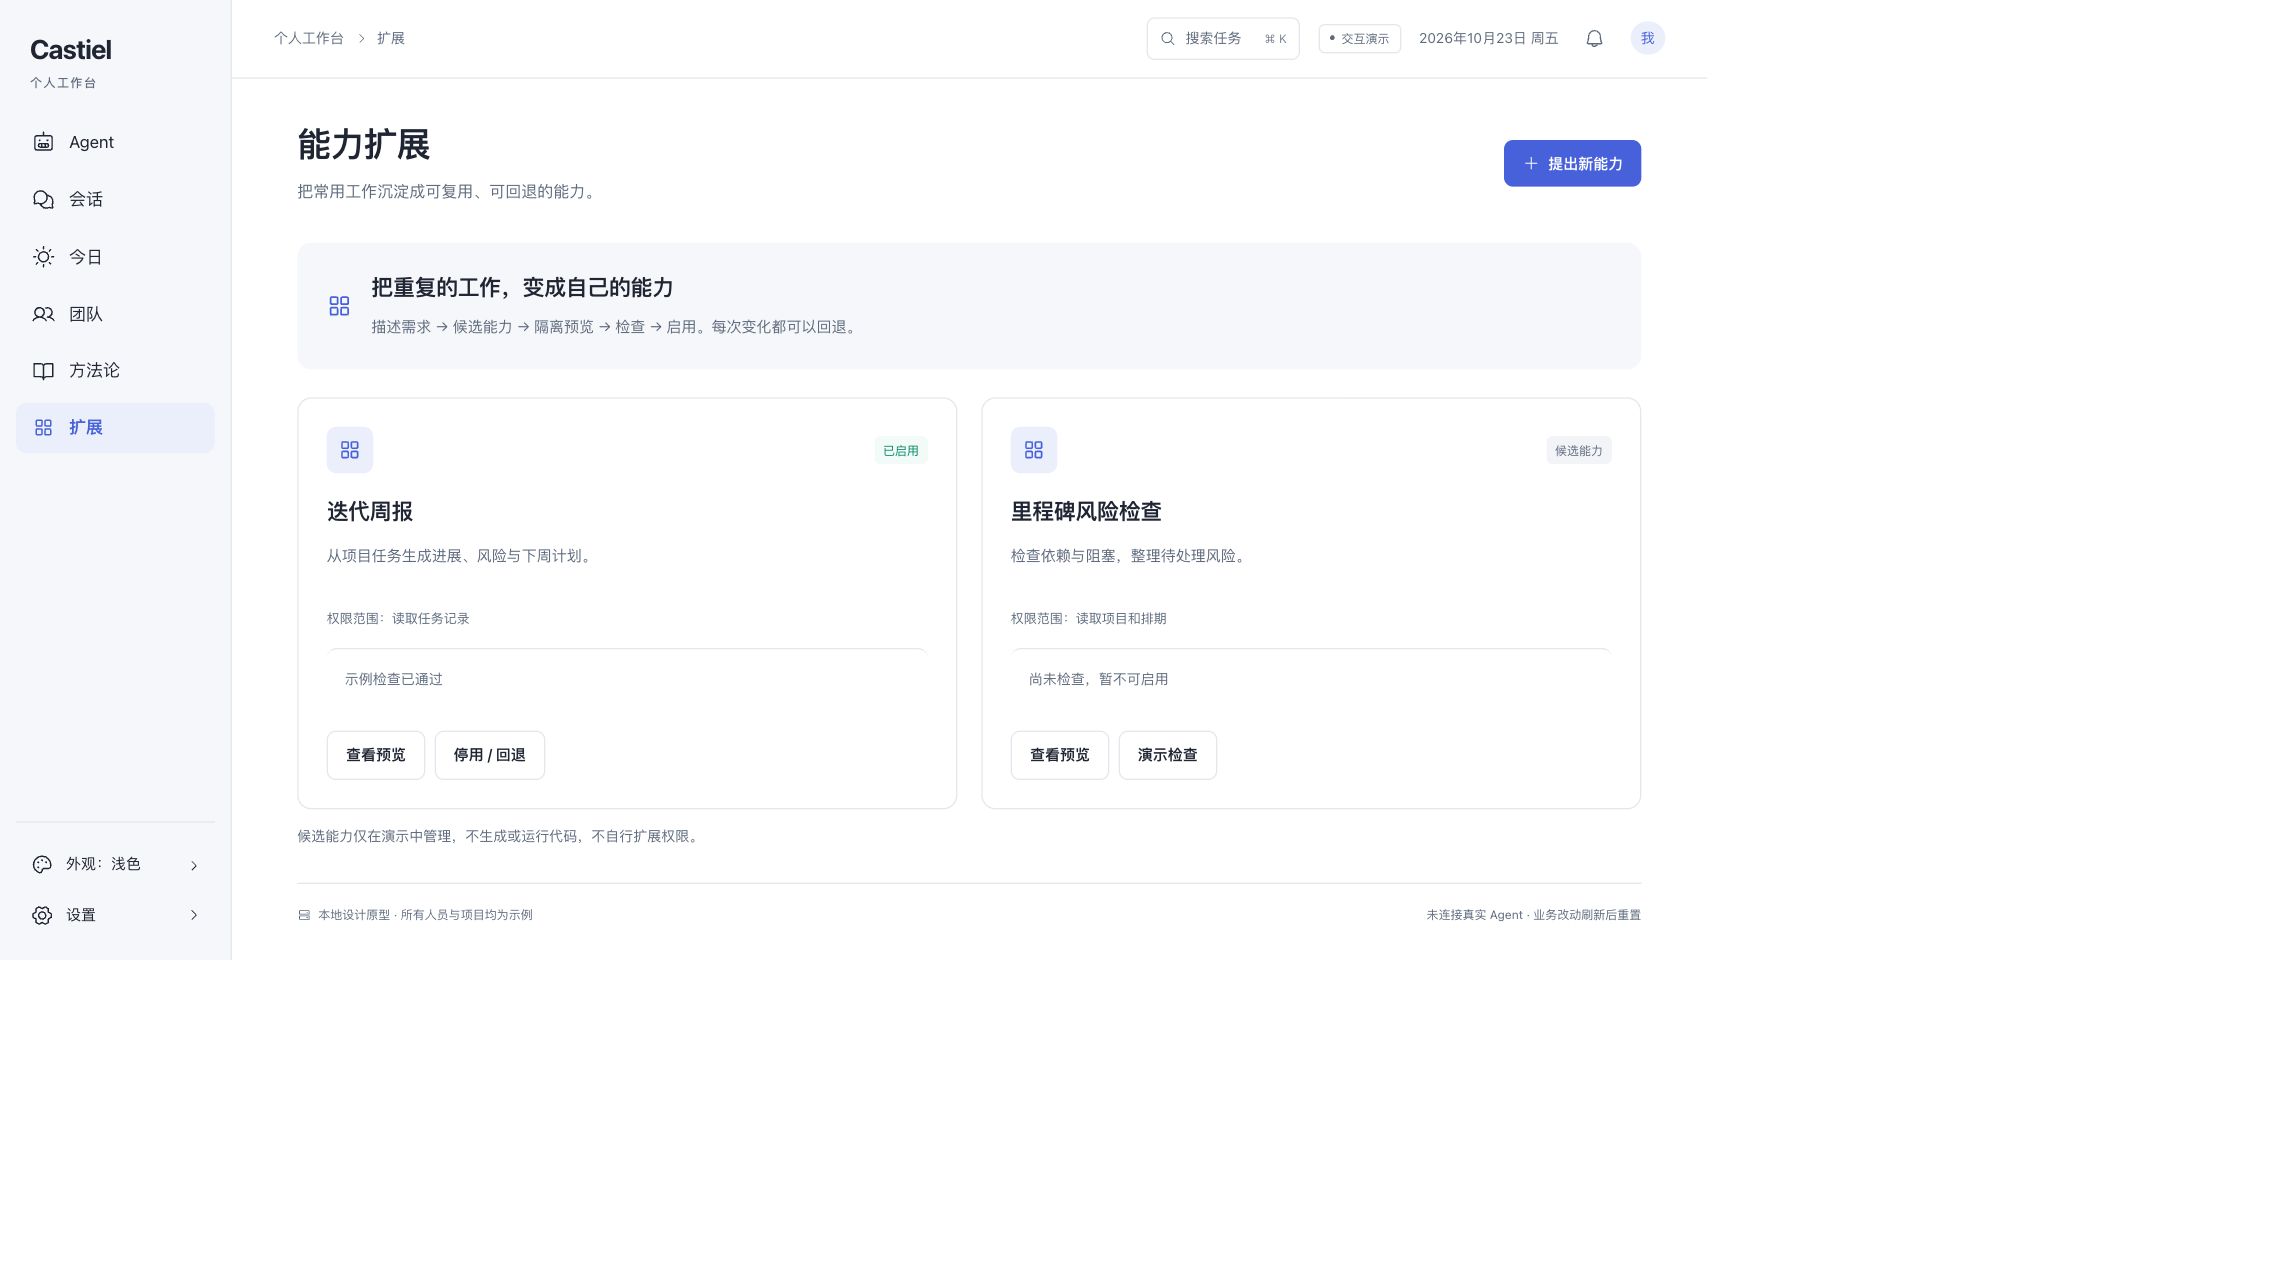 Castiel
个人工作台
Agent
会话
今日
团队
方法论
扩展
外观：浅色
设置
个人工作台 > 扩展
搜索任务 ⌘ K
• 交互演示
2026年10月23日 周五
我
能力扩展
把常用工作沉淀成可复用、可回退的能力。
+ 提出新能力
把重复的工作，变成自己的能力
描述需求 → 候选能力 → 隔离预览 → 检查 → 启用。每次变化都可以回退。
已启用
迭代周报
从项目任务生成进展、风险与下周计划。
权限范围：读取任务记录
示例检查已通过
查看预览
停用 / 回退
候选能力
里程碑风险检查
检查依赖与阻塞，整理待处理风险。
权限范围：读取项目和排期
尚未检查，暂不可启用
查看预览
演示检查
候选能力仅在演示中管理，不生成或运行代码，不自行扩展权限。
本地设计原型 · 所有人员与项目均为示例
未连接真实 Agent · 业务改动刷新后重置